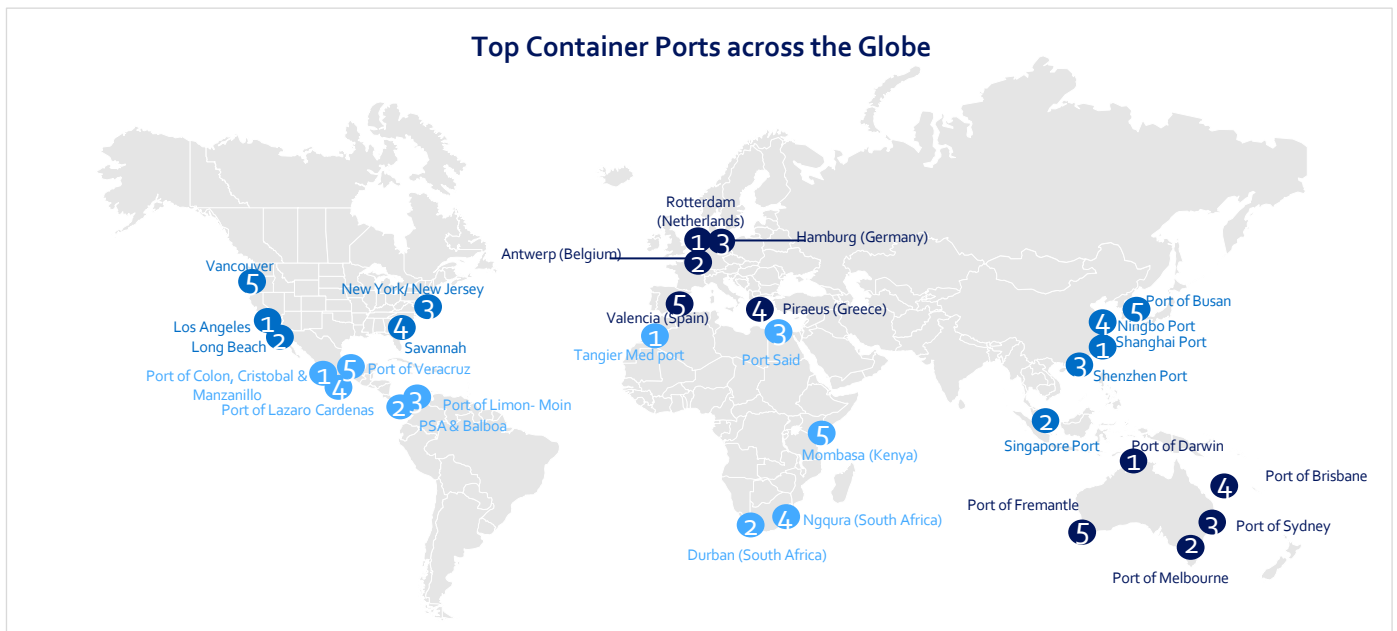 Top Container Ports across the Globe
Rotterdam
(Netherlands)
1
3
Hamburg (Germany)
Antwerp (Belgium)
2
Vancouver
5
New York/ New Jersey
3
Los Angeles
1
Long Beach
2
4
Savannah
5
Valencia (Spain)
4
Piraeus (Greece)
1
Tangier Med port
3
Port Said
5
Port of Busan
4
Ningbo Port
1
Shanghai Port
3
Shenzhen Port
Port of Colon, Cristobal &
Manzanillo
1
5
Port of Veracruz
4
Port of Lazaro Cardenas
2
3
Port of Limon- Moin
PSA & Balboa
5
Mombasa (Kenya)
2
Singapore Port
Port of Darwin
1
4
Port of Brisbane
Port of Fremantle
5
3
Port of Sydney
2
Port of Melbourne
4
Ngqura (South Africa)
2
Durban (South Africa)